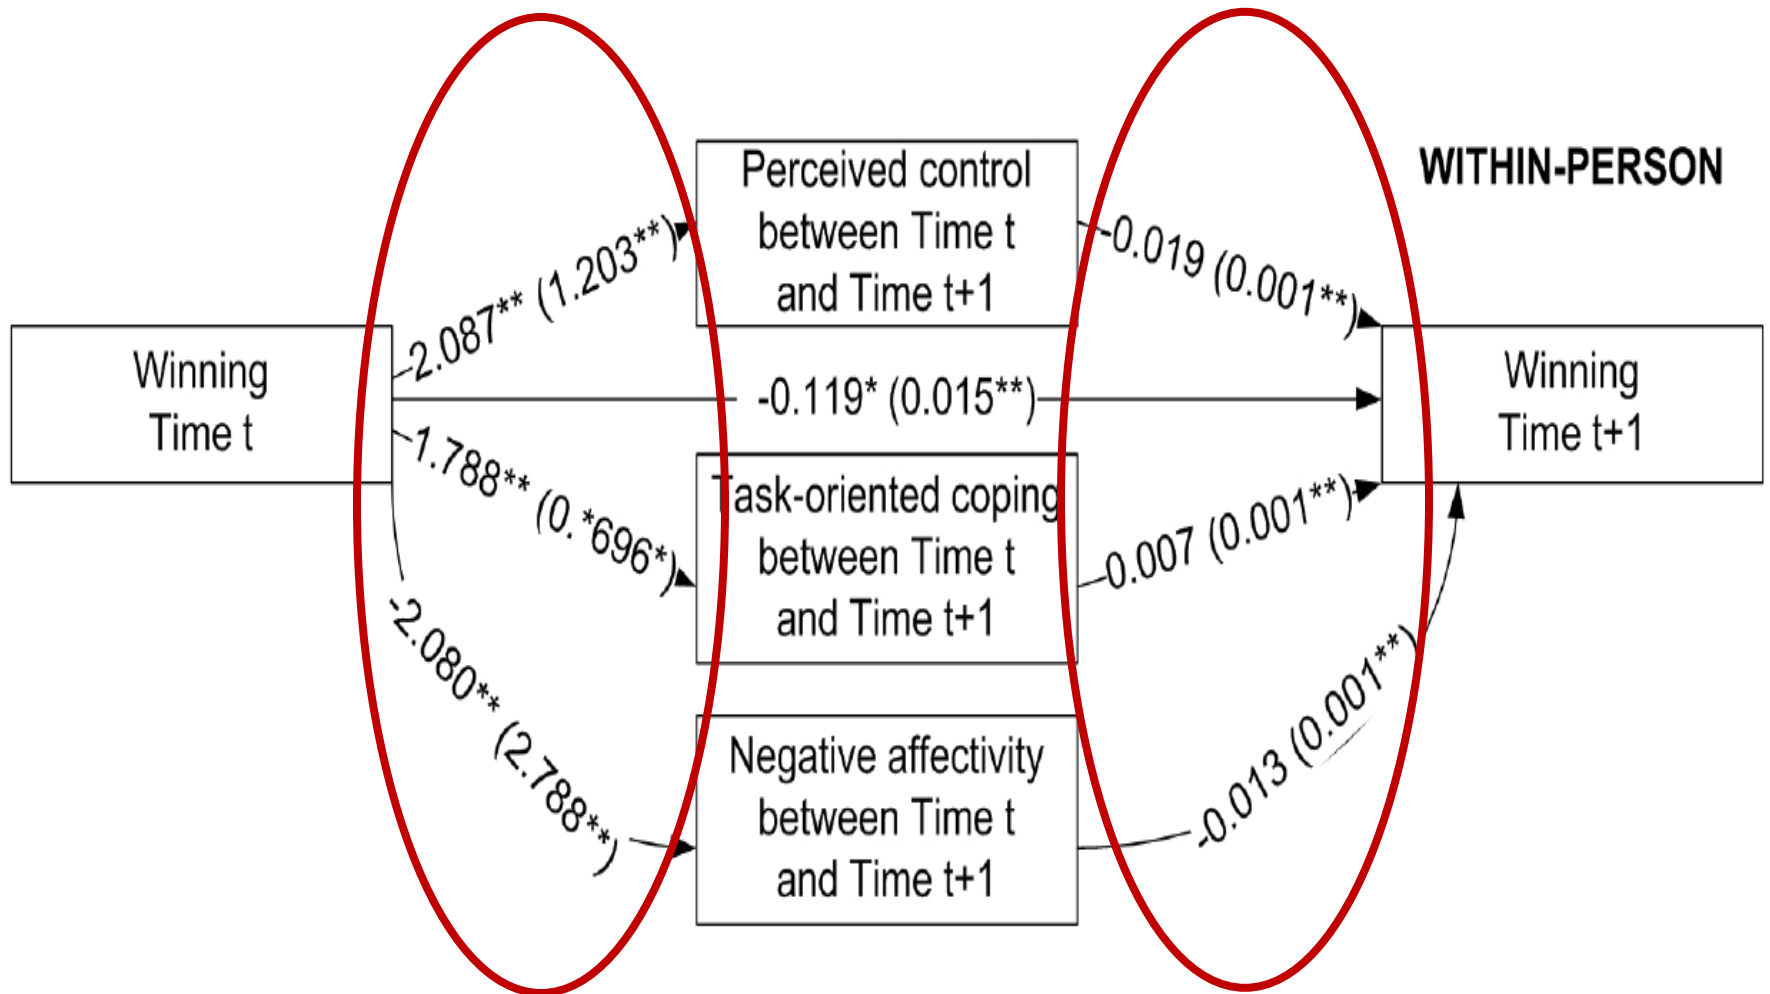 Perceived control
between Time t
and Time t+1
WITHIN-PERSON
2.087** (1.203**)
0.019 (0.001**)
Winning
Time t
-0.119* (0.015**)
Winning
Time t+1
1.788** (0.*696*)
Task-oriented coping
between Time t
and Time t+1
0.007 (0.001**)
-2.080** (2.788**)
Negative affectivity
between Time t
and Time t+1
-0.013 (0.001**)